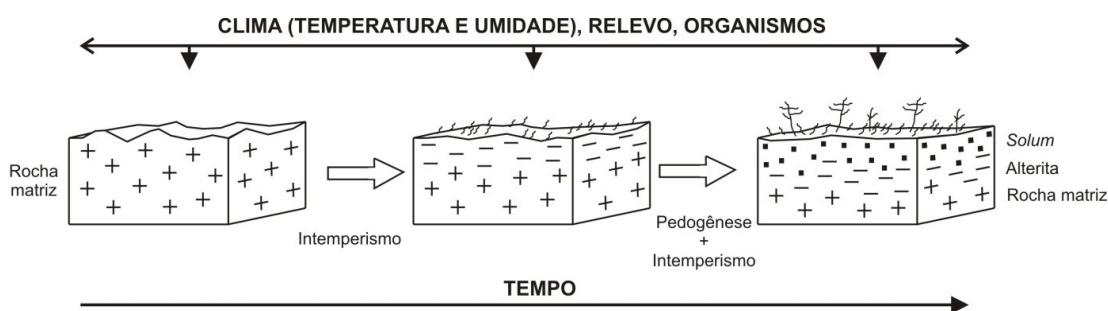 CLIMA (TEMPERATURA E UMIDADE), RELEVO, ORGANISMOS
Rocha
matriz
Intemperismo
Pedogênese
+
Intemperismo
Solum
Alterita
Rocha matriz
TEMPO